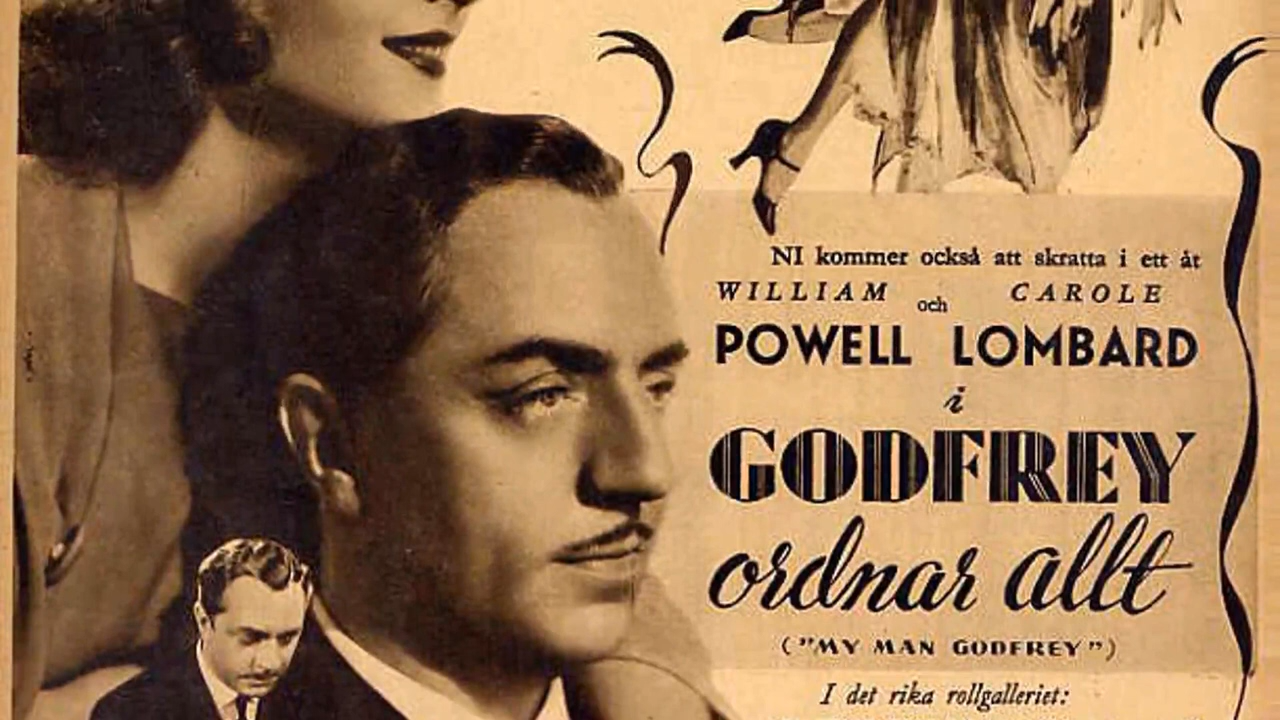 NI kommer också att skratta i ett åt
WILLIAM och CAROLE
POWELL LOMBARD
i
GODFREY
ordnar allt
("MY MAN GODFREY")
I det rika rollgalleriet: